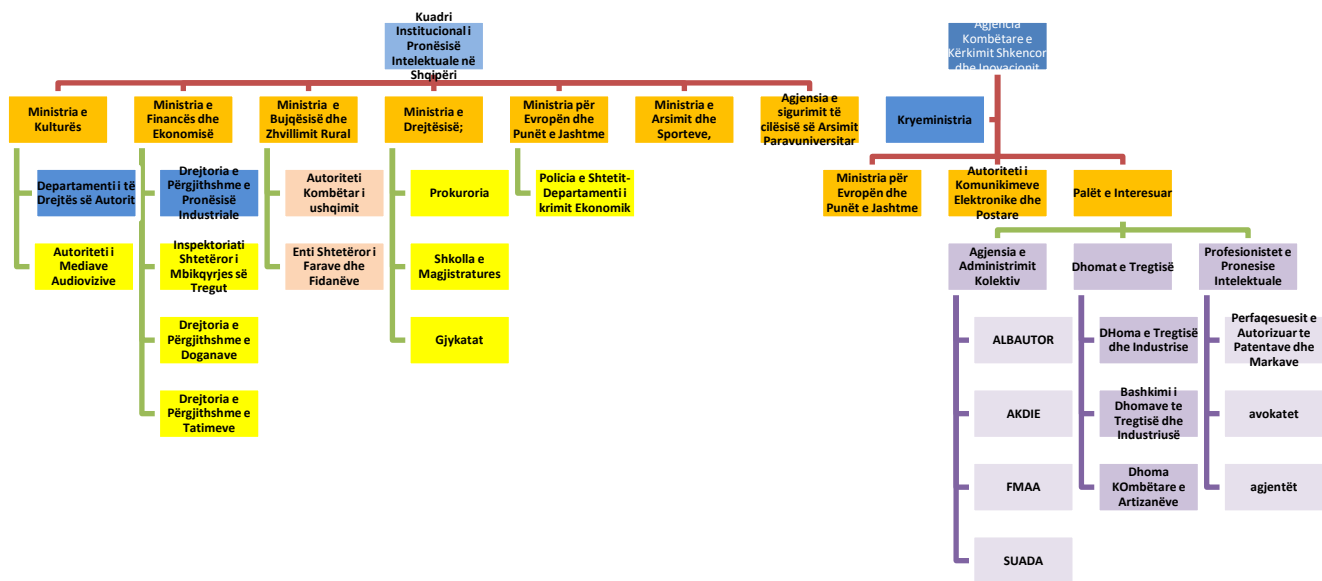 Kuadri
Institucional i
Pronësisë
Intelektuale në
Shqipëri
Agjencia
Kombëtare e
Kërkimit Shkencor
dhe Inovacionit
Ministria e
Kulturës
Ministria e
Financës dhe
Ekonomisë
Ministria e
Bujqësisë dhe
Zhvillimit Rural
Ministria e
Drejtësisë;
Ministria për
Evropën dhe
Punët e Jashtme
Ministria e
Arsimit dhe
Sporteve,
Agjensia e
sigurimit të
cilësisë së Arsimit
Paravuniversitar
Kryeministria
Departamenti i të
Drejtës së Autorit
Autoriteti i
Mediave
Audiovizive
Drejtoria e
Përgjithshme e
Pronësisë
Industriale
Inspektoriati
Shtetëror i
Mbikqyrjes së
Tregut
Drejtoria e
Përgjithshme e
Doganave
Drejtoria e
Përgjithshme e
Tatimeve
Autoriteti
Kombëtar i
ushqimit
Enti Shtetëror i
Farave dhe
Fidanëve
Prokuroria
Shkolla e
Magjistratures
Gjykatat
Policia e Shtetit-
Departamenti i
krimit Ekonomik
Ministria për
Evropën dhe
Punët e Jashtme
Autoriteti i
Komunikimeve
Elektronike dhe
Postare
Palët e Interesuar
Agjensia e
Administrimit
Kolektiv
ALBAUTOR
AKDIE
FMAA
SUADA
Dhomat e Tregtisë
DHoma e Tregtisë
dhe Industrise
Bashkimi i
Dhomave te
Tregtisë dhe
Industriusë
Dhoma
KOmbëtare e
Artizanëve
Profesionistet e
Pronesise
Intelektuale
Perfaqesuesit e
Autorizuar te
Patentave dhe
Markave
avokatet
agjentët